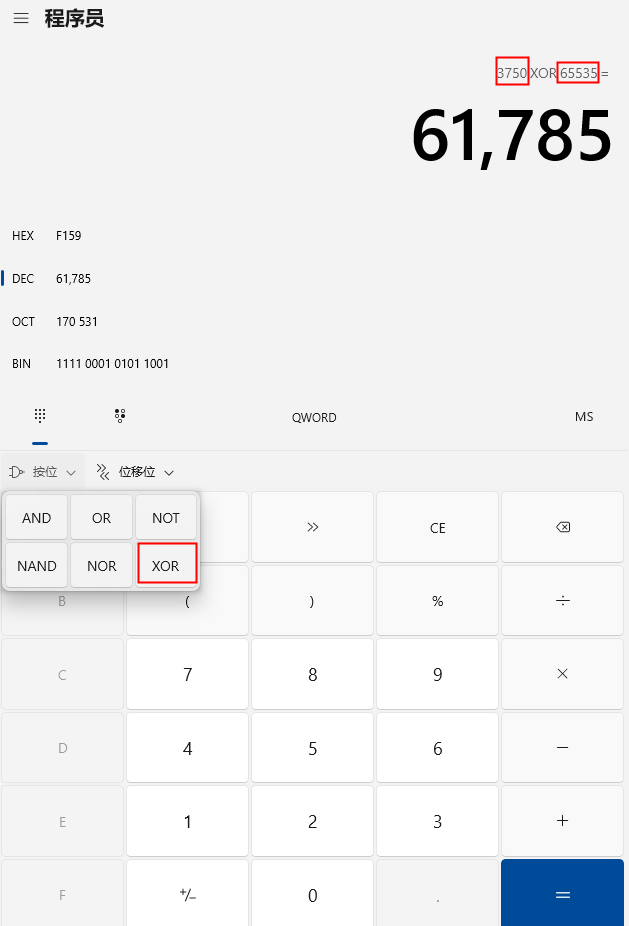 程序员
3750 XOR 65535 =
61,785
HEX F159
DEC 61,785
OCT 170 531
BIN 1111 0001 0101 1001
QWORD MS
按位 位移位
AND OR NOT
NAND NOR XOR
» CE
B ( ) % ÷
C 7 8 9 ×
D 4 5 6 −
E 1 2 3 +
F +/− 0 . =